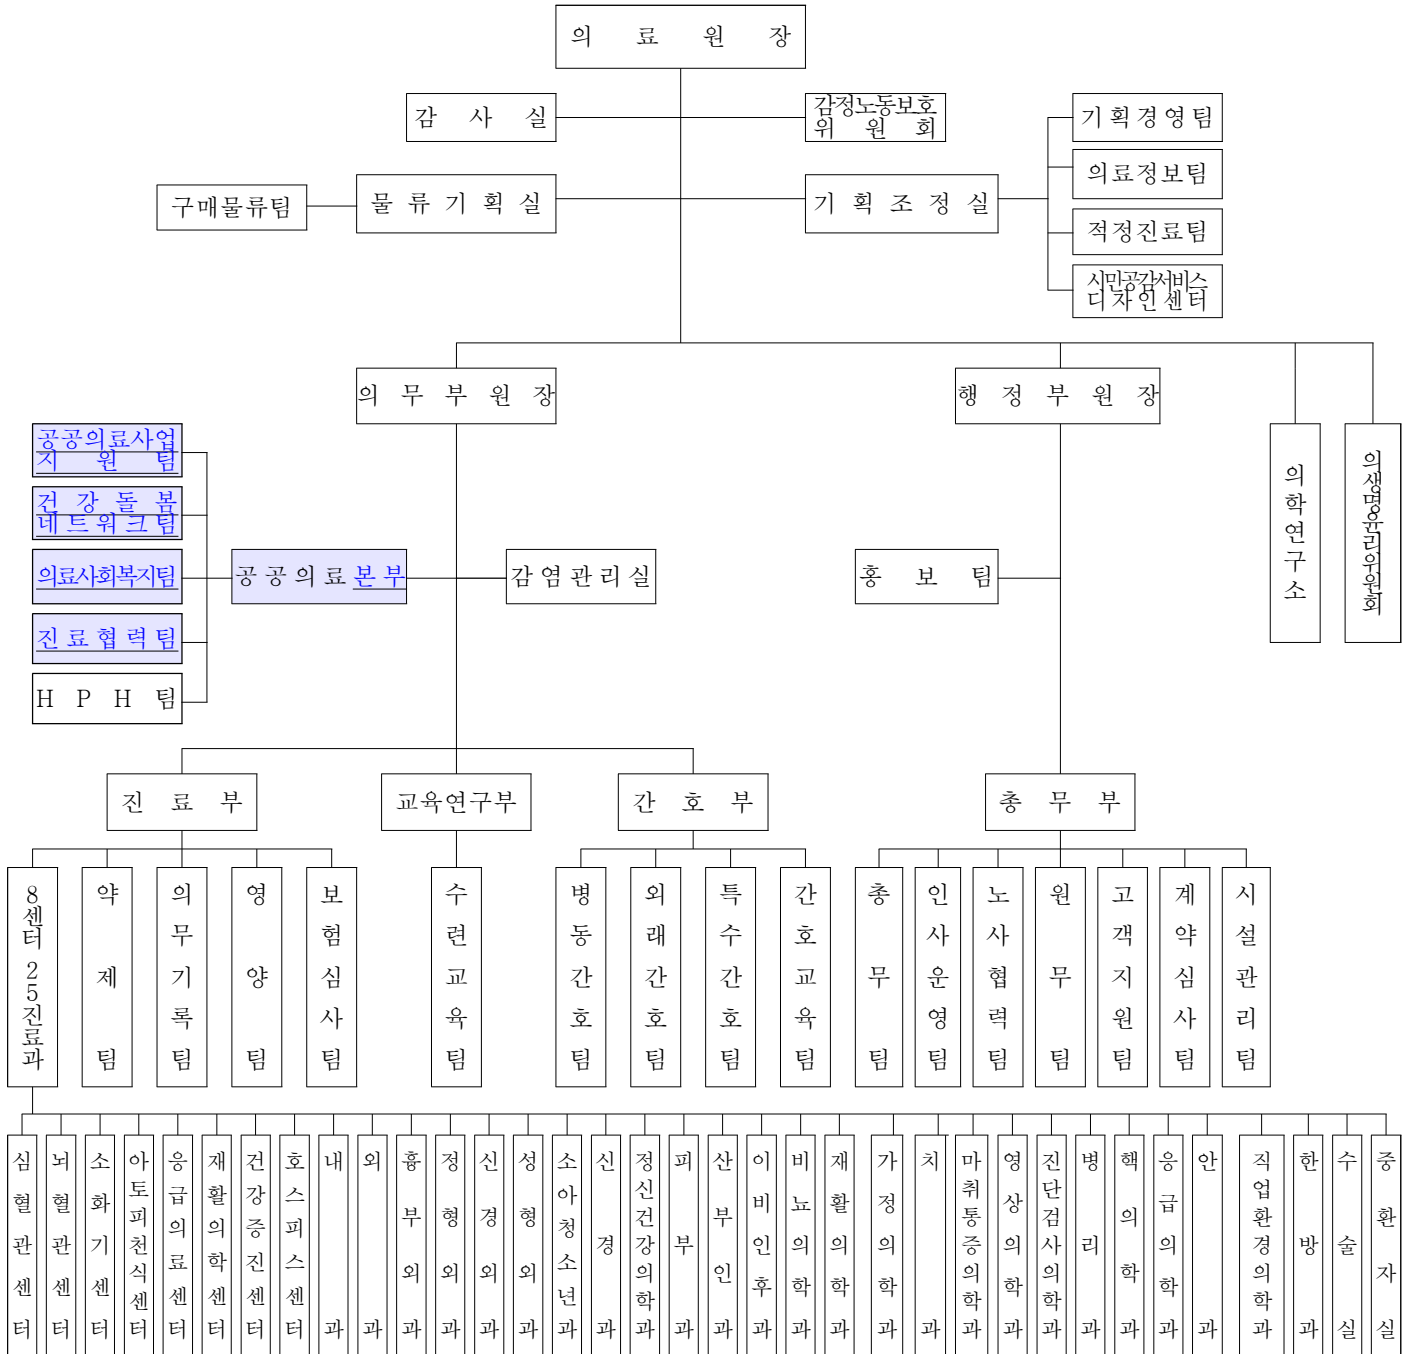 의료원장
감사실
감정노동보호
위원회
기획경영팀
의료정보팀
구매물류팀
물류기획실
기획조정실
적정진료팀
시민공감서비스
디자인센터
의무부원장
행정부원장
공공의료사업
지원팀
건강돌봄
네트워크팀
의료사회복지팀
진료협력팀
HPH팀
공공의료본부
감염관리실
홍보팀
의학연구소
의생명윤리위원회
진료부
교육연구부
간호부
총무부
8센터 25진료과
약제팀
의무기록팀
영양팀
보험심사팀
수련교육팀
병동간호팀
외래간호팀
특수간호팀
간호교육팀
총무팀
인사운영팀
노사협력팀
원무팀
고객지원팀
계약심사팀
시설관리팀
심혈관센터
뇌혈관센터
소화기센터
아토피천식센터
응급의료센터
재활의학센터
건강증진센터
호스피스센터
내과
외과
흉부외과
정형외과
신경외과
성형외과
소아청소년과
신경과
정신건강의학과
피부과
산부인과
이비인후과
비뇨의학과
재활의학과
가정의학과
치과
마취통증의학과
영상의학과
진단검사의학과
병리과
핵의학과
응급의학과
안과
직업환경의학과
한방과
수술실
중환자실